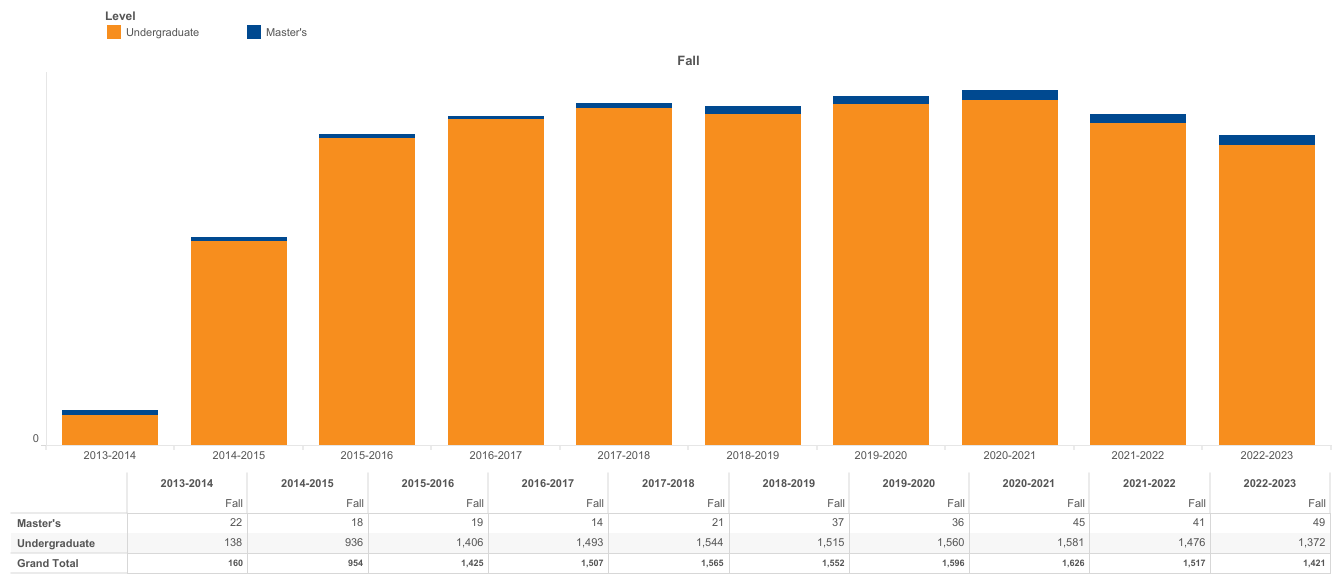 Level
Undergraduate Master's
Fall
0
2013-2014 2014-2015 2015-2016 2016-2017 2017-2018 2018-2019 2019-2020 2020-2021 2021-2022 2022-2023
2013-2014 2014-2015 2015-2016 2016-2017 2017-2018 2018-2019 2019-2020 2020-2021 2021-2022 2022-2023
Fall Fall Fall Fall Fall Fall Fall Fall Fall Fall
Master's 22 18 19 14 21 37 36 45 41 49
Undergraduate 138 936 1,406 1,493 1,544 1,515 1,560 1,581 1,476 1,372
Grand Total 160 954 1,425 1,507 1,565 1,552 1,596 1,626 1,517 1,421